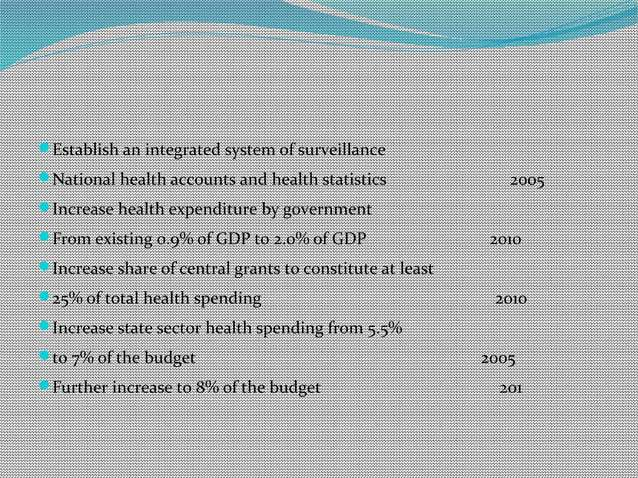 Establish an integrated system of surveillance
National health accounts and health statistics 2005
Increase health expenditure by government
From existing 0.9% of GDP to 2.0% of GDP 2010
Increase share of central grants to constitute at least
25% of total health spending 2010
Increase state sector health spending from 5.5%
to 7% of the budget 2005
Further increase to 8% of the budget 201